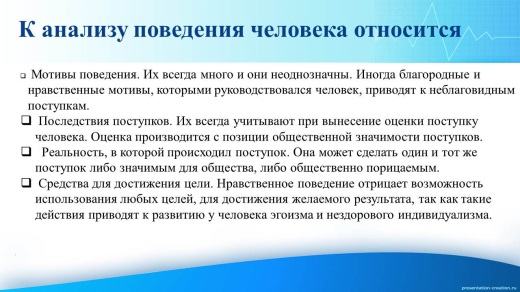 К анализу поведения человека относится
❑ Мотивы поведения. Их всегда много и они неоднозначны. Иногда благородные и
нравственные мотивы, которыми руководствовался человек, приводят к неблаговидным
поступкам.
❑ Последствия поступков. Их всегда учитывают при вынесение оценки поступку
человека. Оценка производится с позиции общественной значимости поступков.
❑ Реальность, в которой происходил поступок. Она может сделать один и тот же
поступок либо значимым для общества, либо общественно порицаемым.
❑ Средства для достижения цели. Нравственное поведение отрицает возможность
использования любых целей, для достижения желаемого результата, так как такие
действия приводят к развитию у человека эгоизма и нездорового индивидуализма.
presentation-creation.ru